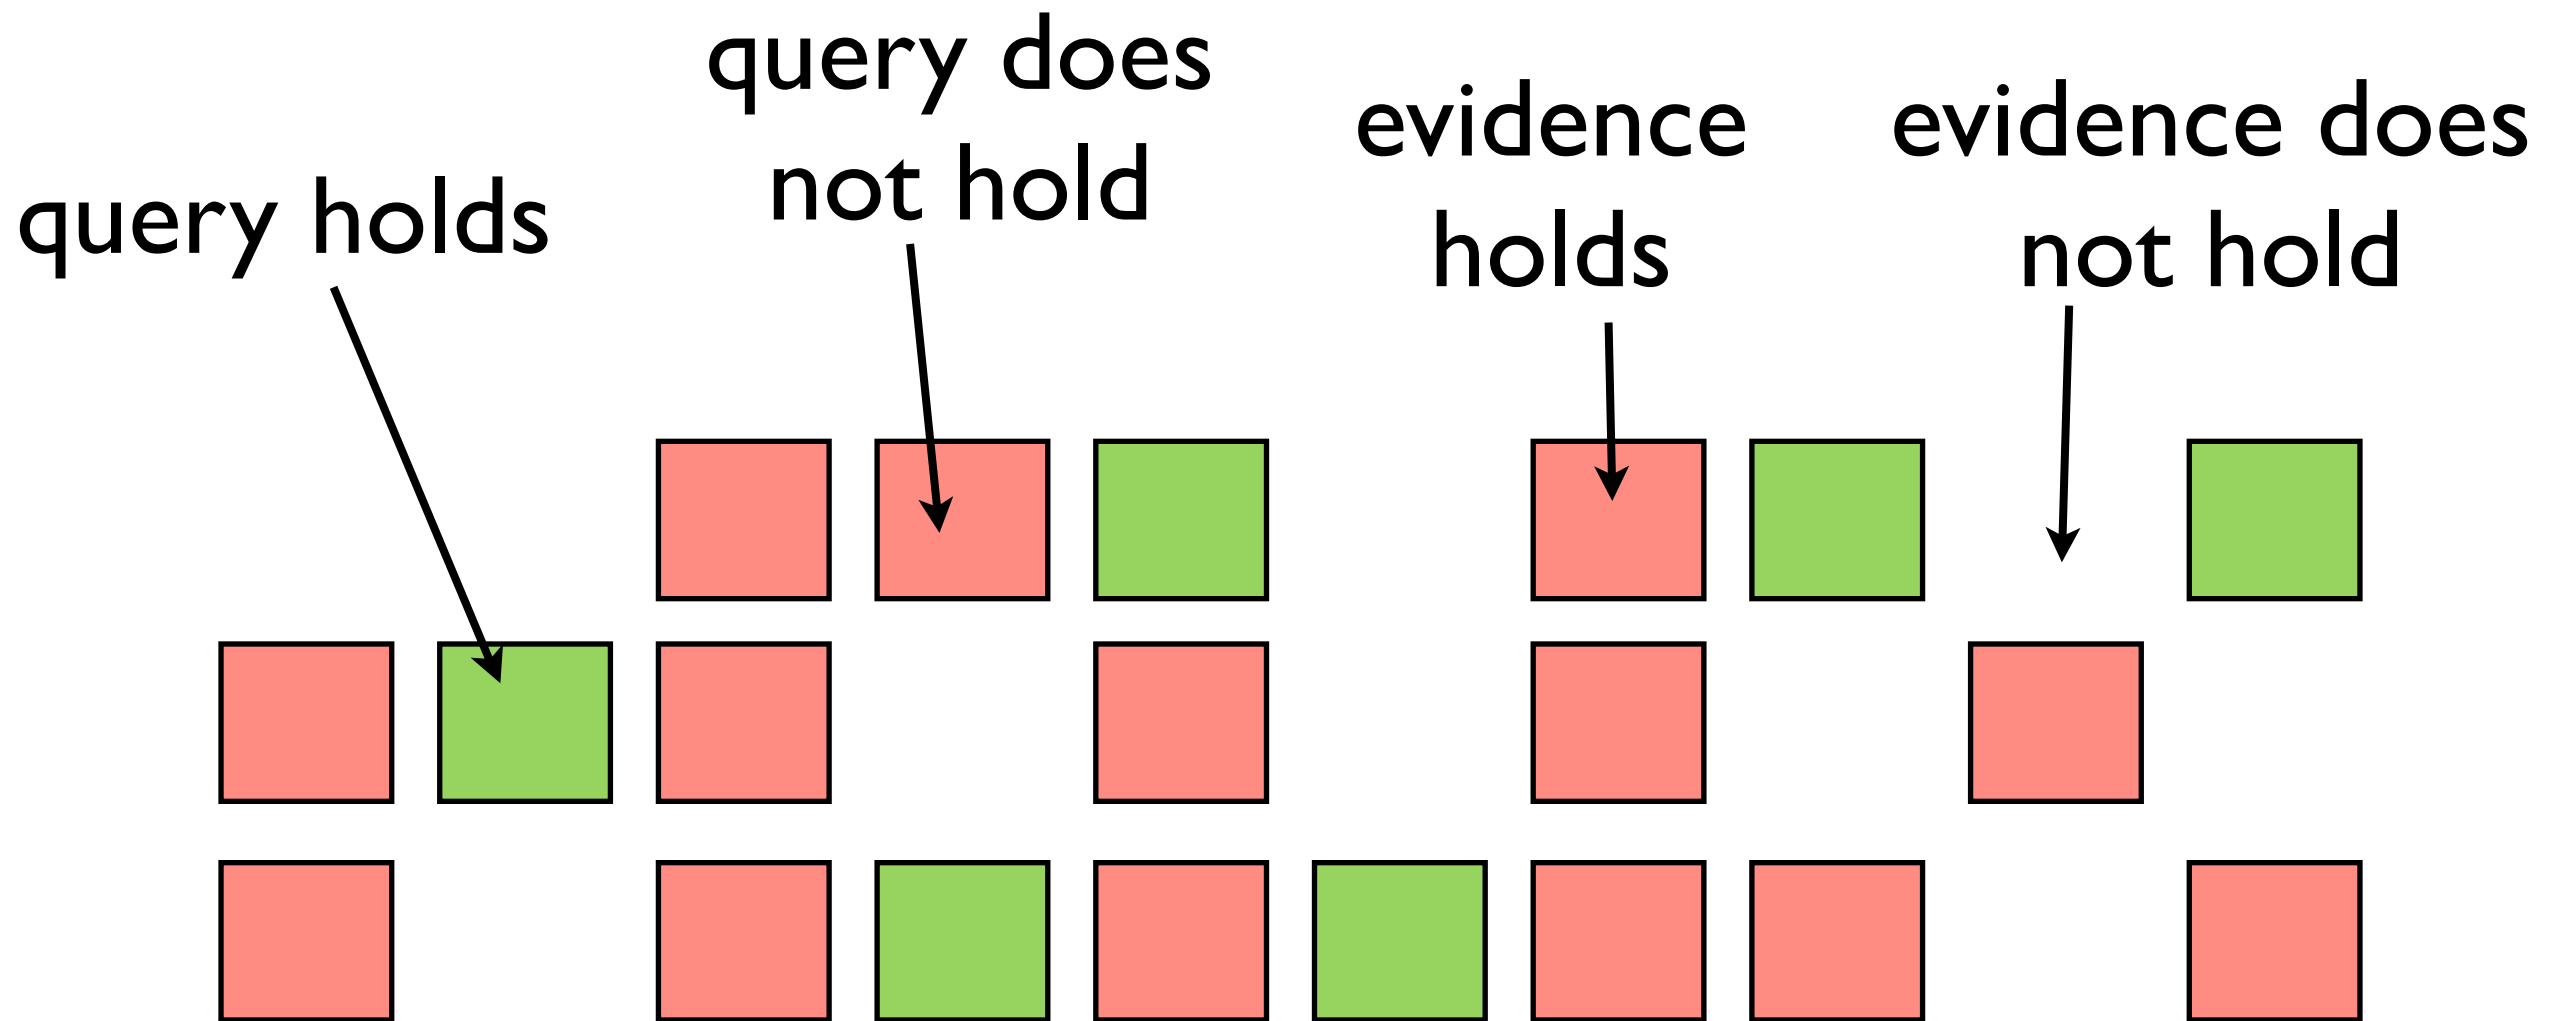 query holds
query does
not hold
evidence
holds
evidence does
not hold